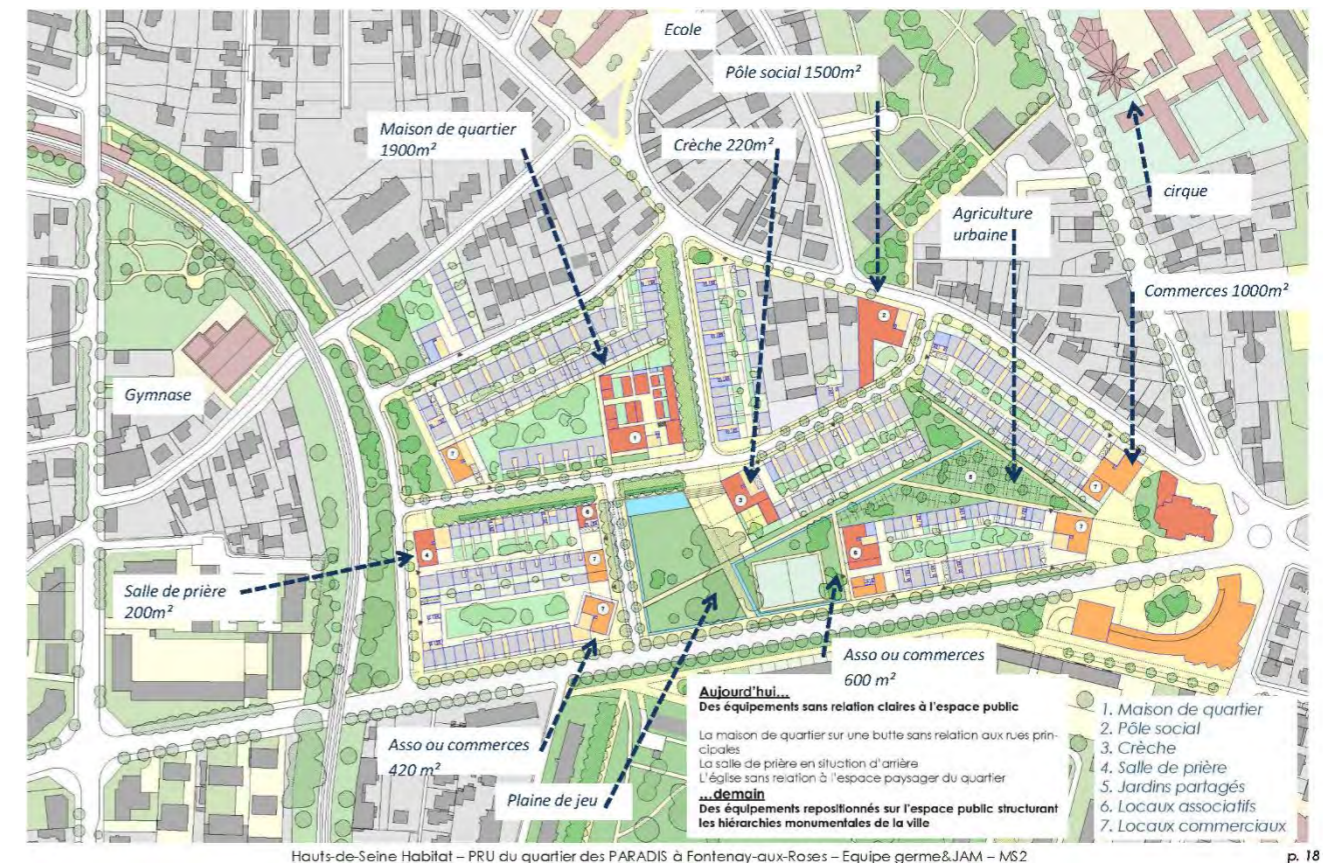 Ecole
Pôle social 1500m²
Maison de quartier
1900m²
Crèche 220m²
cirque
Agriculture
urbaine
Commerces 1000m²
Gymnase
Salle de prière
200m²
Asso ou commerces
600 m²
Asso ou commerces
420 m²
Plaine de jeu
Aujourd'hui...
Des équipements sans relation claires à l'espace public
La maison de quartier sur une butte sans relation aux rues prin-
cipales
La salle de prière en situation d'arrière
L'église sans relation à l'espace paysager du quartier
...demain
Des équipements repositionnés sur l'espace public structurant
les hiérarchies monumentales de la ville
1. Maison de quartier
2. Pôle social
3. Crèche
4. Salle de prière
5. Jardins partagés
6. Locaux associatifs
7. Locaux commerciaux
Hauts-de-Seine Habitat – PRU du quartier des PARADIS à Fontenay-aux-Roses – Equipe germe&JAM – MS2
p. 18